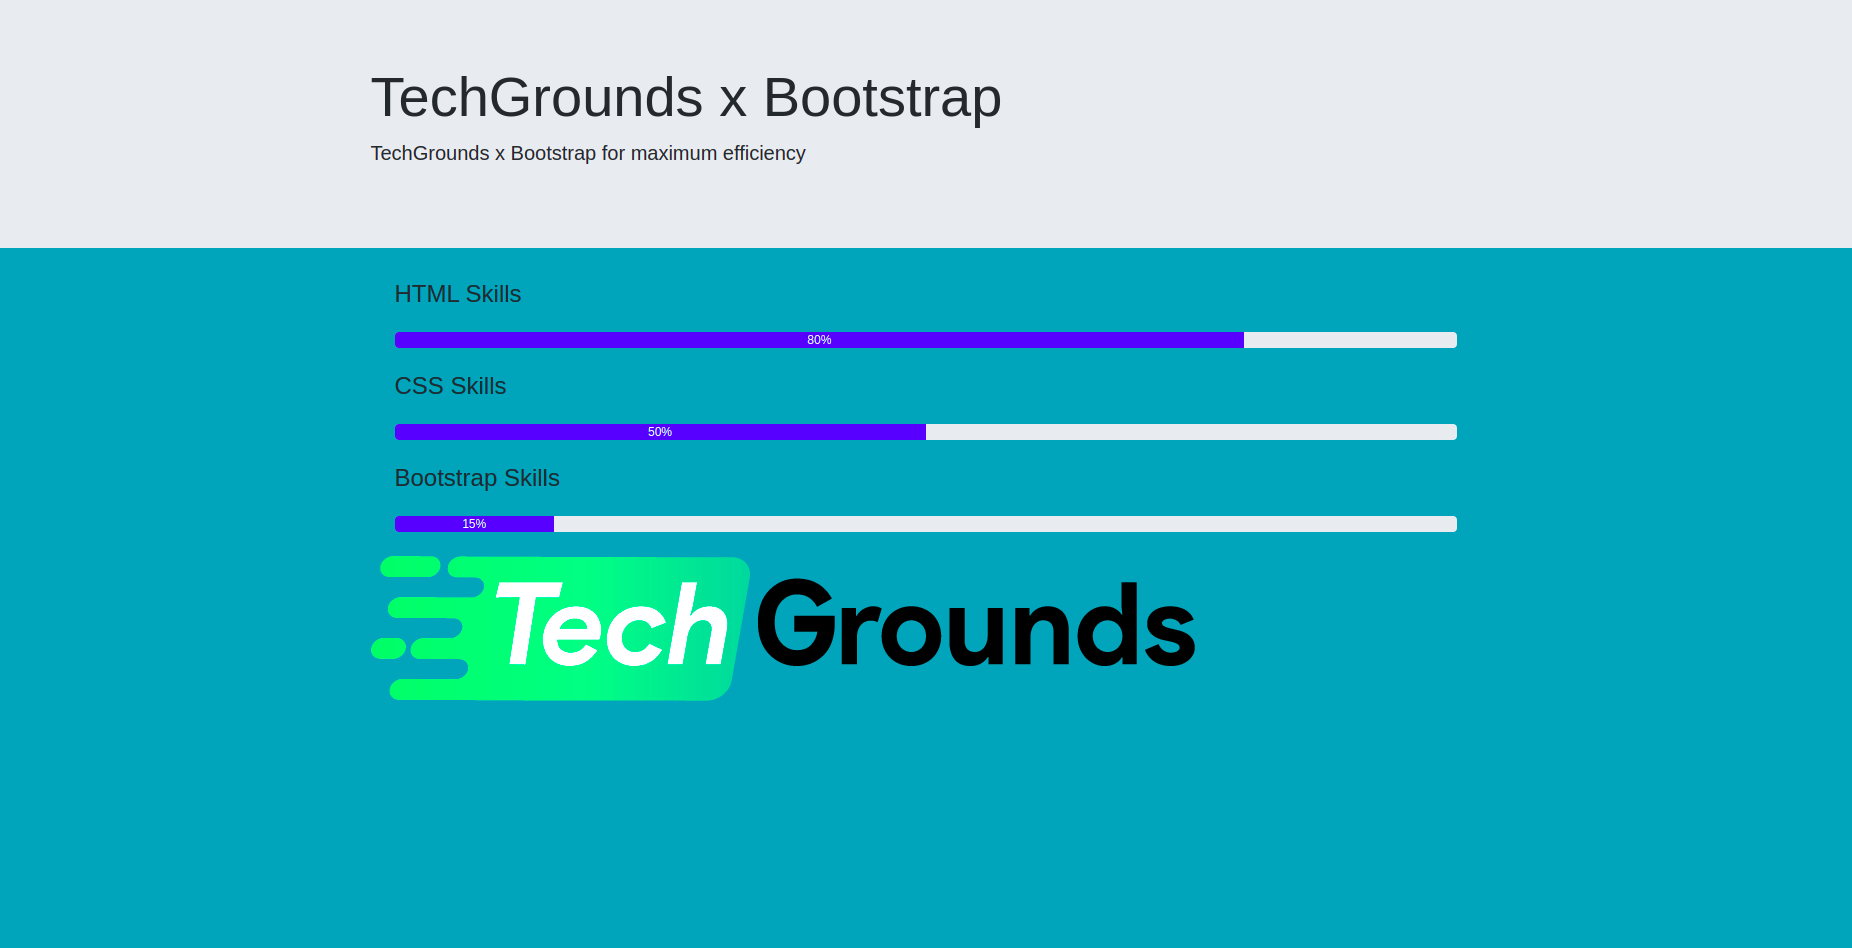 TechGrounds x Bootstrap
TechGrounds x Bootstrap for maximum efficiency
HTML Skills
80%
CSS Skills
50%
Bootstrap Skills
15%
Tech Grounds